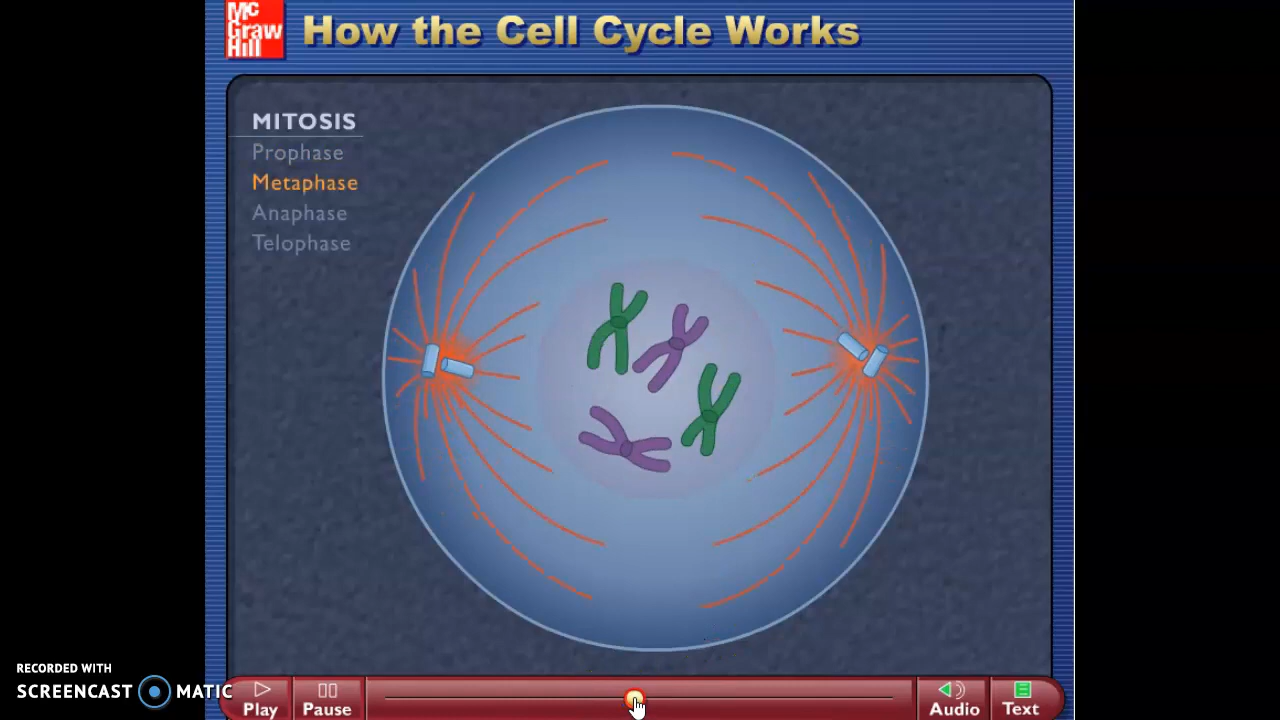 Mc
Graw
Hill
How the Cell Cycle Works
MITOSIS
Prophase
Metaphase
Anaphase
Telophase
RECORDED WITH
SCREENCAST MATIC
Play
Pause
Audio
Text